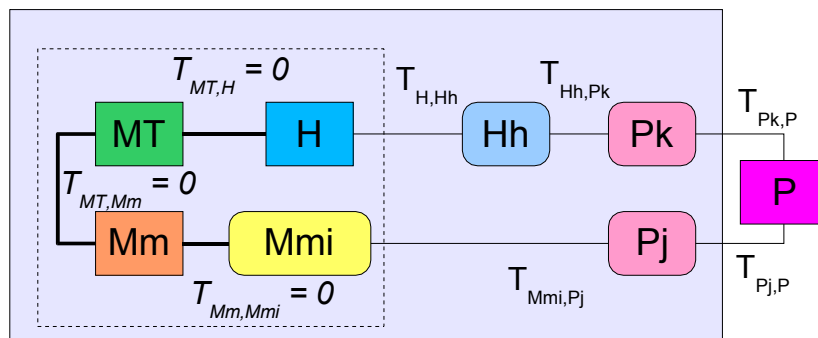 T_MT,H = 0
T_H,Hh
T_Hh,Pk
T_Pk,P
MT
H
Hh
Pk
T_MT,Mm = 0
P
Mm
Mmi
Pj
T_Mm,Mmi = 0
T_Mmi,Pj
T_Pj,P